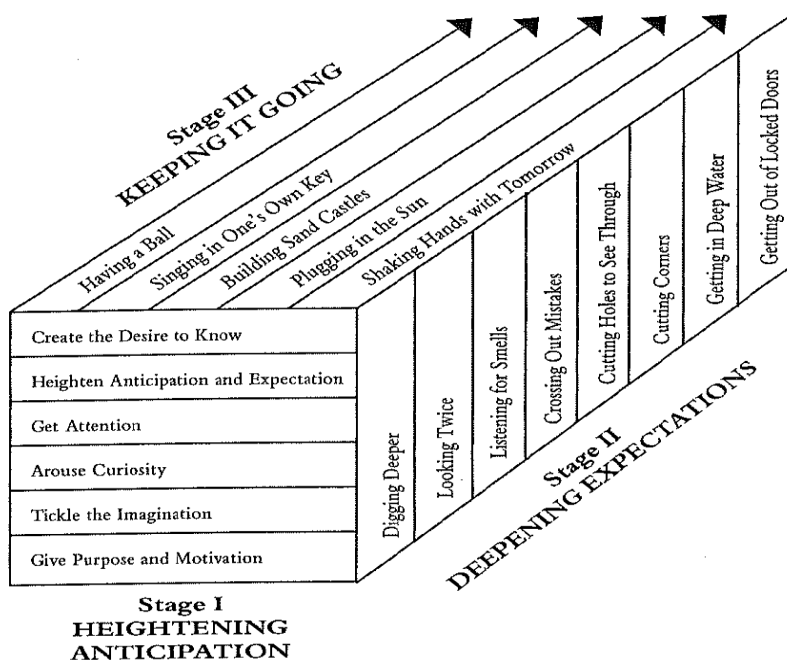 Stage III
KEEPING IT GOING
Having a Ball
Singing in One's Own Key
Building Sand Castles
Plugging in the Sun
Shaking Hands with Tomorrow
Create the Desire to Know
Heighten Anticipation and Expectation
Get Attention
Arouse Curiosity
Tickle the Imagination
Give Purpose and Motivation
Stage I
HEIGHTENING
ANTICIPATION
Digging Deeper
Looking Twice
Listening for Smells
Crossing Out Mistakes
Cutting Holes to See Through
Cutting Corners
Getting in Deep Water
Getting Out of Locked Doors
Stage II
DEEPENING EXPECTATIONS